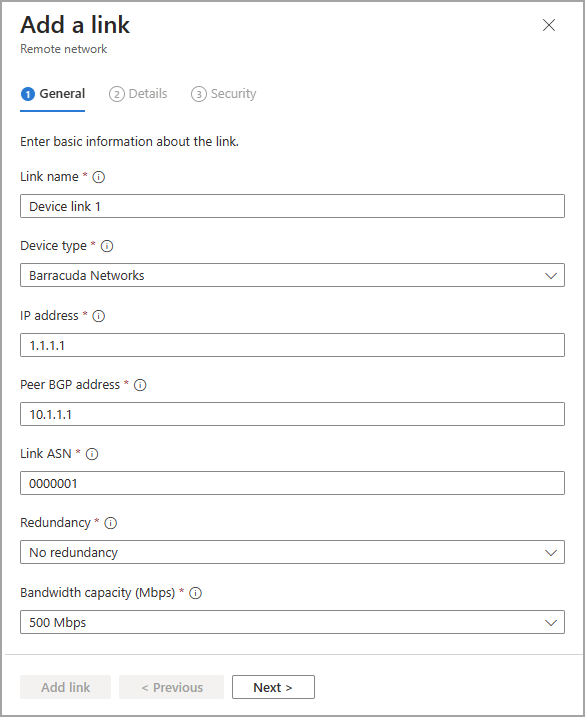 Add a link
Remote network
1 General 2 Details 3 Security
Enter basic information about the link.
Link name *
Device link 1
Device type *
Barracuda Networks
IP address *
1.1.1.1
Peer BGP address *
10.1.1.1
Link ASN *
0000001
Redundancy *
No redundancy
Bandwidth capacity (Mbps) *
500 Mbps
Add link < Previous Next >